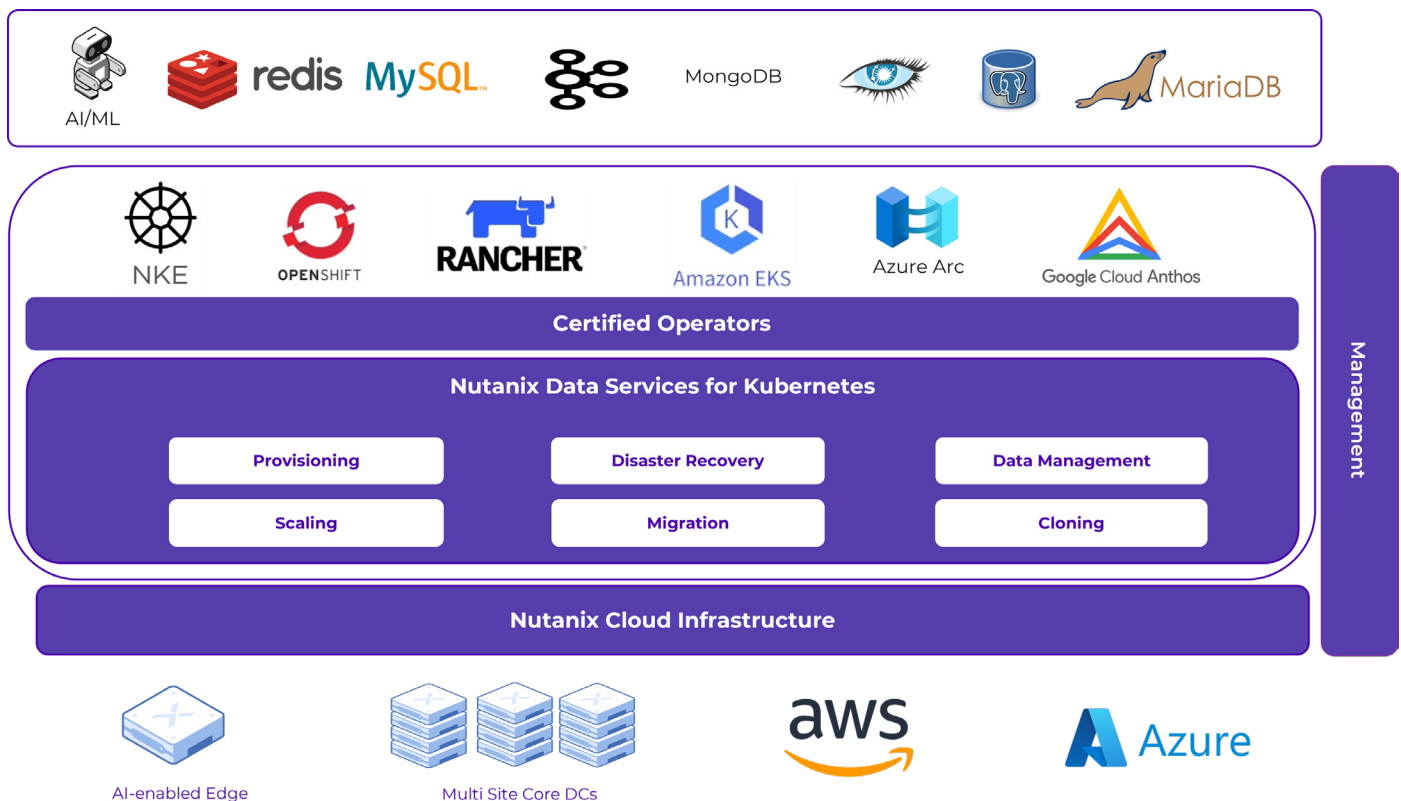 AI/ML
redis
MySQL™
MongoDB
MariaDB
NKE
OPENSHIFT
RANCHER®
K
Amazon EKS
Azure Arc
Google Cloud Anthos
Certified Operators
Nutanix Data Services for Kubernetes
Provisioning
Disaster Recovery
Data Management
Scaling
Migration
Cloning
Management
Nutanix Cloud Infrastructure
aws
Azure
AI-enabled Edge
Multi Site Core DCs